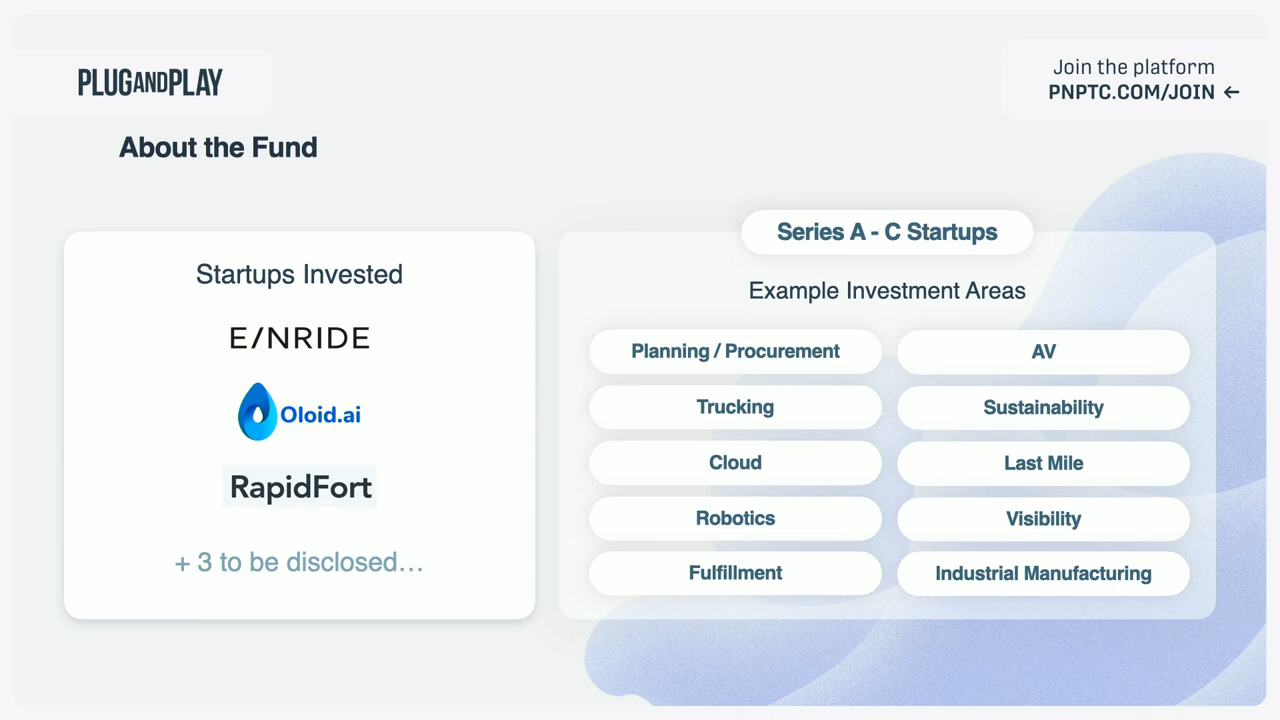 PLUGANDPLAY
Join the platform
PNPTC.COM/JOIN ←
About the Fund
Startups Invested
E/NRIDE
Oloid.ai
RapidFort
+ 3 to be disclosed...
Series A - C Startups
Example Investment Areas
Planning / Procurement
AV
Trucking
Sustainability
Cloud
Last Mile
Robotics
Visibility
Fulfillment
Industrial Manufacturing